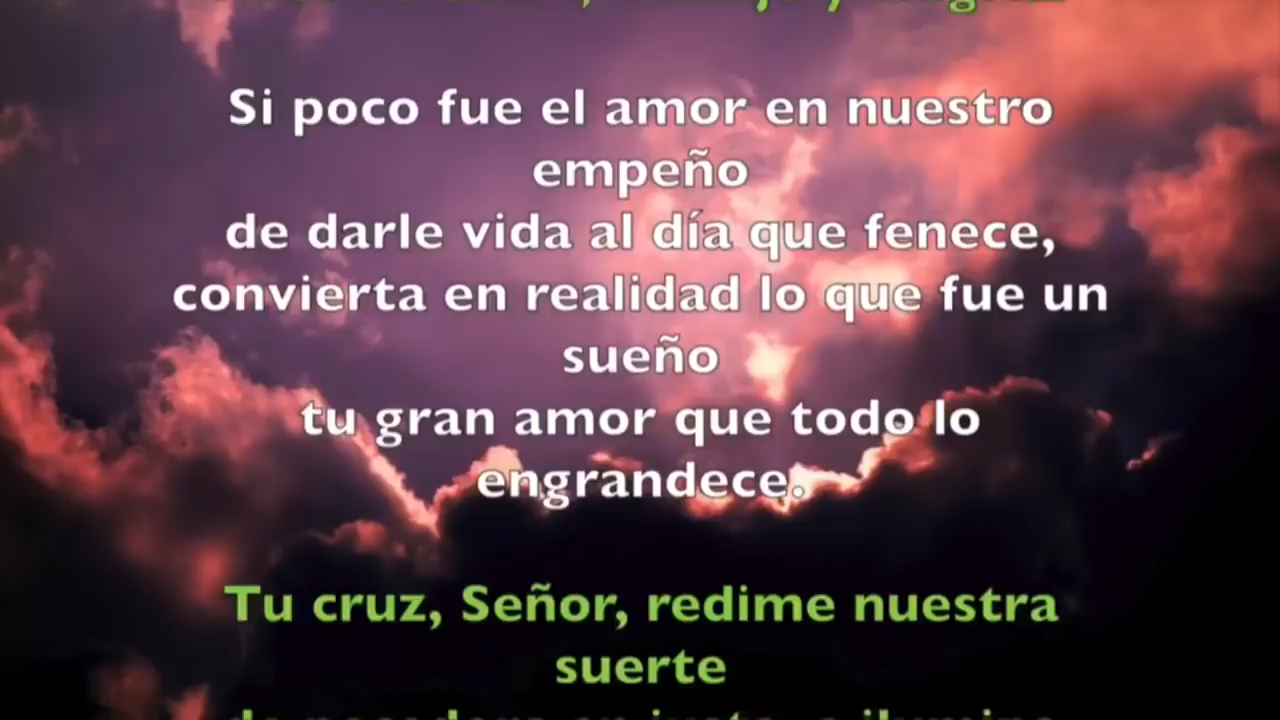 Si poco fue el amor en nuestro
empeño
de darle vida al día que fenece,
convierta en realidad lo que fue un
sueño
tu gran amor que todo lo
engrandece.
Tu cruz, Señor, redime nuestra
suerte